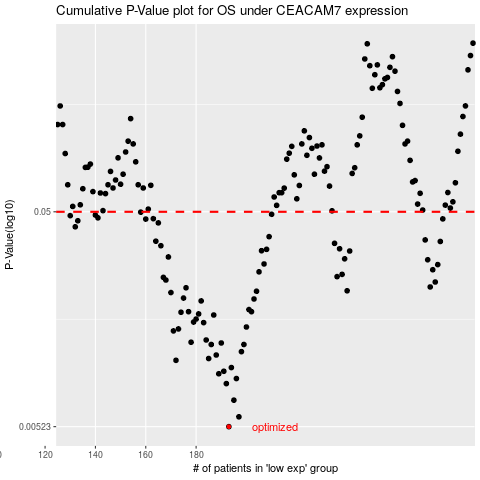 Cumulative P-Value plot for OS under CEACAM7 expression
P-Value(log10)
0.05
0.00523
optimized
0 120 140 160 180
# of patients in 'low exp' group